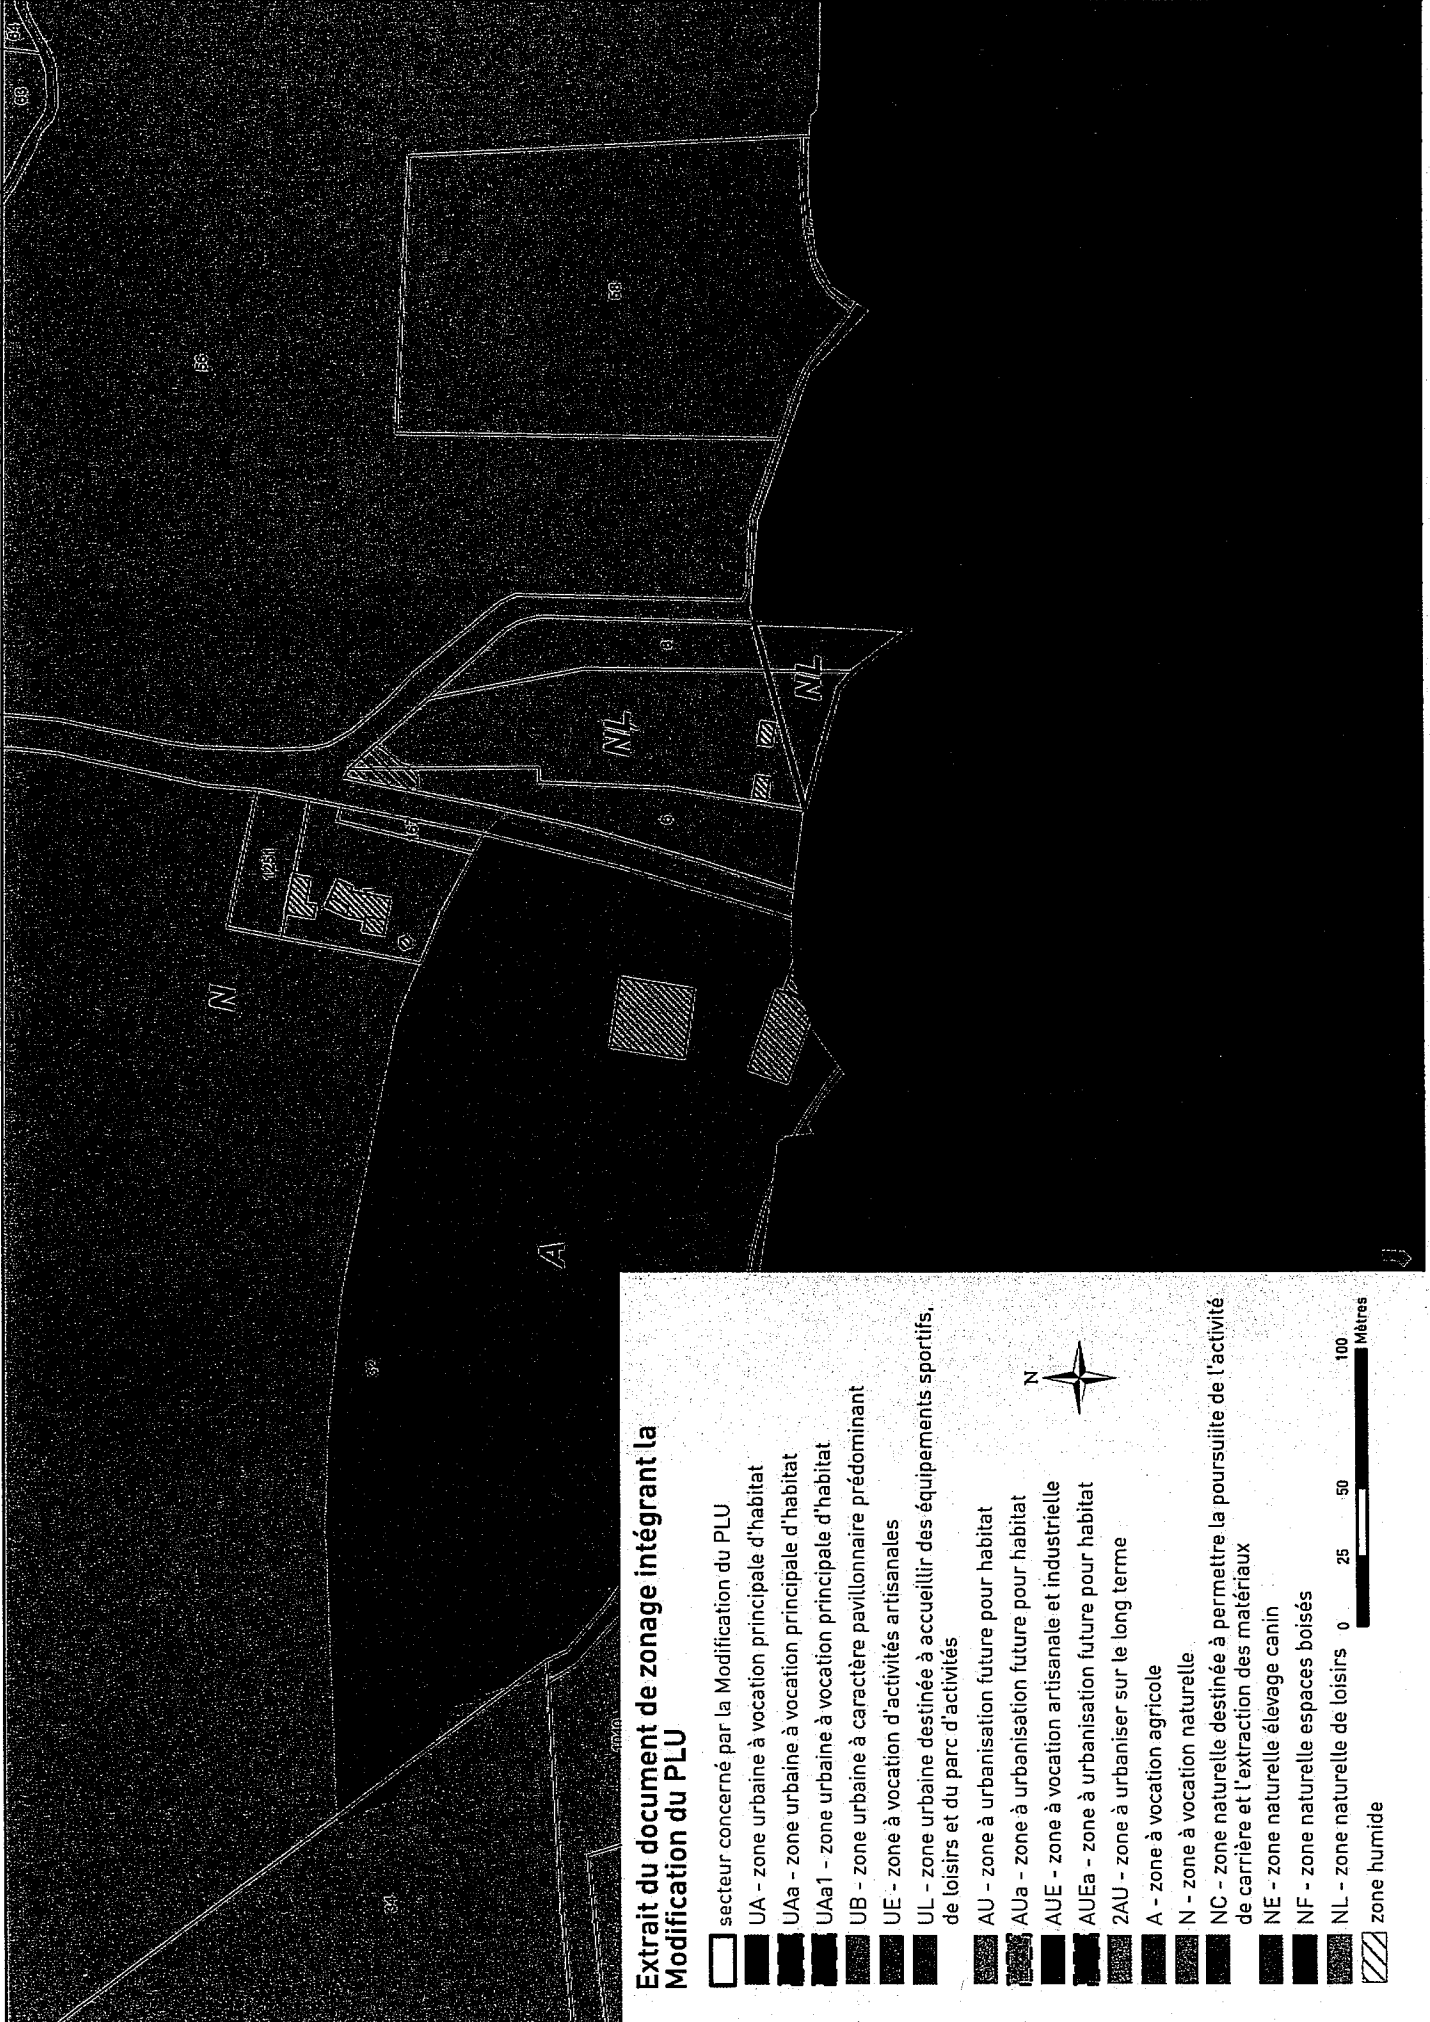 Extrait du document de zonage intégrant la
Modification du PLU
secteur concerné par la Modification du PLU
UA - zone urbaine à vocation principale d'habitat
UAa - zone urbaine à vocation principale d'habitat
UAa1 - zone urbaine à vocation principale d'habitat
UB - zone urbaine à caractère pavillonnaire prédominant
UE - zone à vocation d'activités artisanales
UL - zone urbaine destinée à accueillir des équipements sportifs,
de loisirs et du parc d'activités
AU - zone à urbanisation future pour habitat
AUa - zone à urbanisation future pour habitat
AUE - zone à vocation artisanale et industrielle
AUEa - zone à urbanisation future pour habitat
2AU - zone à urbaniser sur le long terme
A - zone à vocation agricole
N - zone à vocation naturelle
NC - zone naturelle destinée à permettre la poursuite de l'activité
de carrière et l'extraction des matériaux
NE - zone naturelle élevage canin
NF - zone naturelle espaces boisés
NL - zone naturelle de loisirs
zone humide
N
0 25 50 100
Mètres
N
A
NL
NL